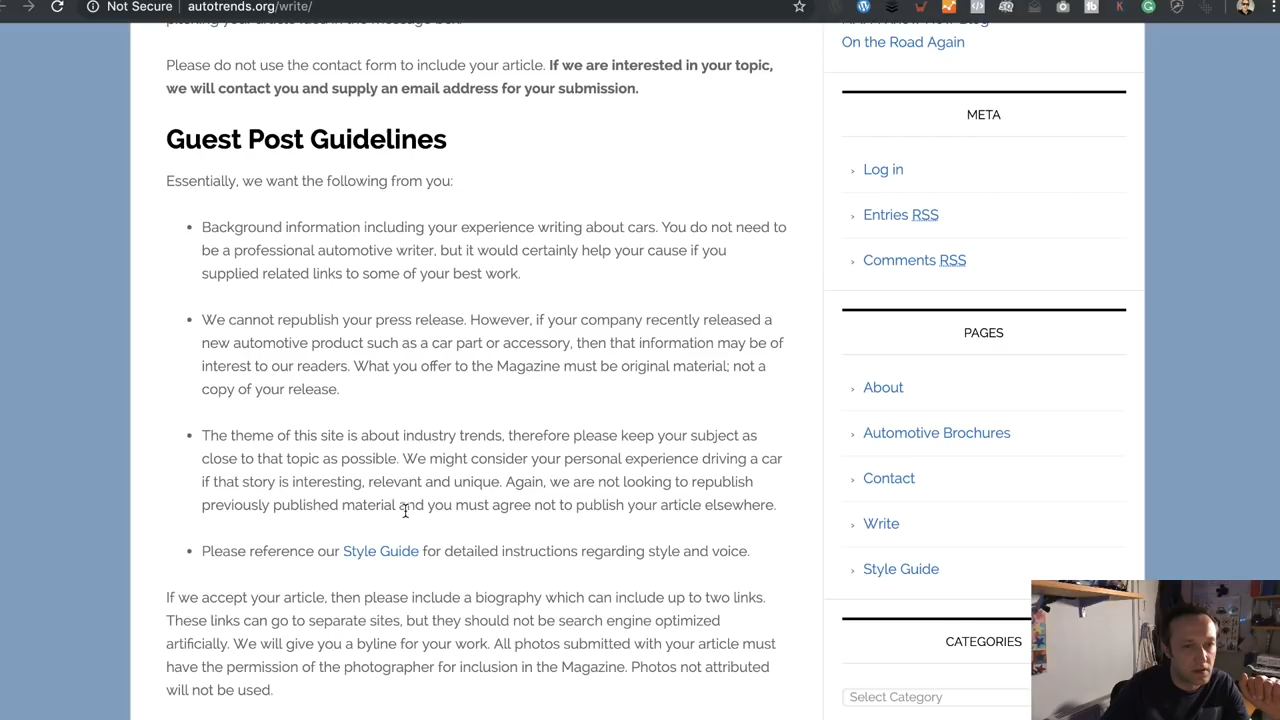 Not Secure | autotrends.org/write/
Please do not use the contact form to include your article. If we are interested in your topic,
we will contact you and supply an email address for your submission.
Guest Post Guidelines
Essentially, we want the following from you:
Background information including your experience writing about cars. You do not need to
be a professional automotive writer, but it would certainly help your cause if you
supplied related links to some of your best work.
We cannot republish your press release. However, if your company recently released a
new automotive product such as a car part or accessory, then that information may be of
interest to our readers. What you offer to the Magazine must be original material; not a
copy of your release.
The theme of this site is about industry trends, therefore please keep your subject as
close to that topic as possible. We might consider your personal experience driving a car
if that story is interesting, relevant and unique. Again, we are not looking to republish
previously published material and you must agree not to publish your article elsewhere.
Please reference our Style Guide for detailed instructions regarding style and voice.
If we accept your article, then please include a biography which can include up to two links.
These links can go to separate sites, but they should not be search engine optimized
artificially. We will give you a byline for your work. All photos submitted with your article must
have the permission of the photographer for inclusion in the Magazine. Photos not attributed
will not be used.
On the Road Again
META
Log in
Entries RSS
Comments RSS
PAGES
About
Automotive Brochures
Contact
Write
Style Guide
CATEGORIES
Select Category